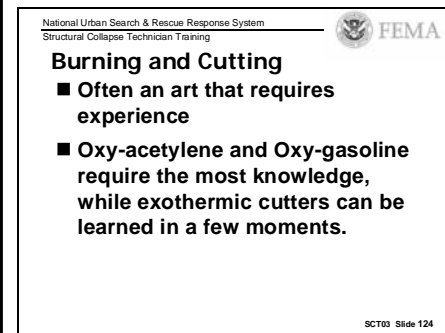 National Urban Search & Rescue Response System
Structural Collapse Technician Training
FEMA
Burning and Cutting
■ Often an art that requires
experience
■ Oxy-acetylene and Oxy-gasoline
require the most knowledge,
while exothermic cutters can be
learned in a few moments.
SCT03 Slide 124